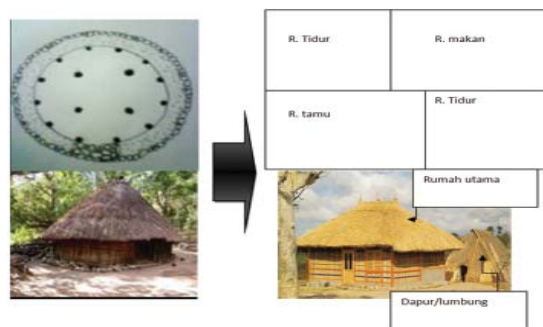 R. Tidur
R. makan
R. tamu
R. Tidur
Rumah utama
Dapur/lumbung